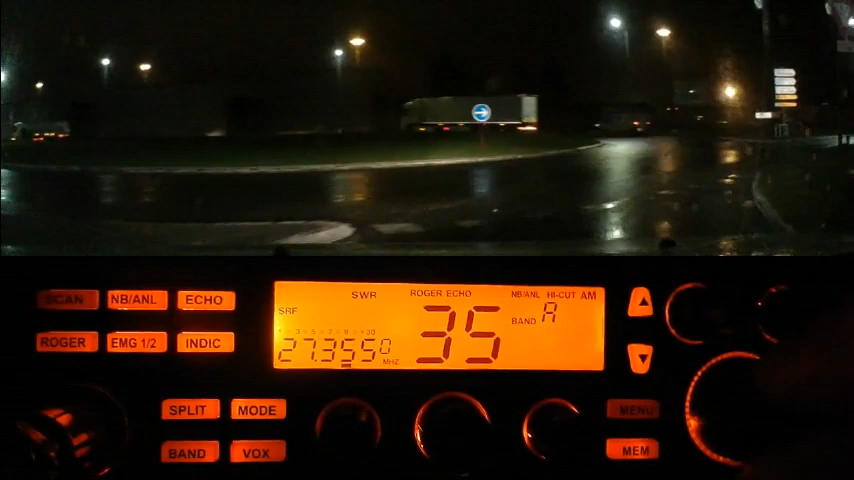 SCAN NB/ANL ECHO
ROGER EMG 1/2 INDIC
SPLIT MODE
BAND VOX
SWR ROGER ECHO NB/ANL HI-CUT AM
SRF
BAND A
35
27.3550 MHZ
▲
▼
MENU
MEM